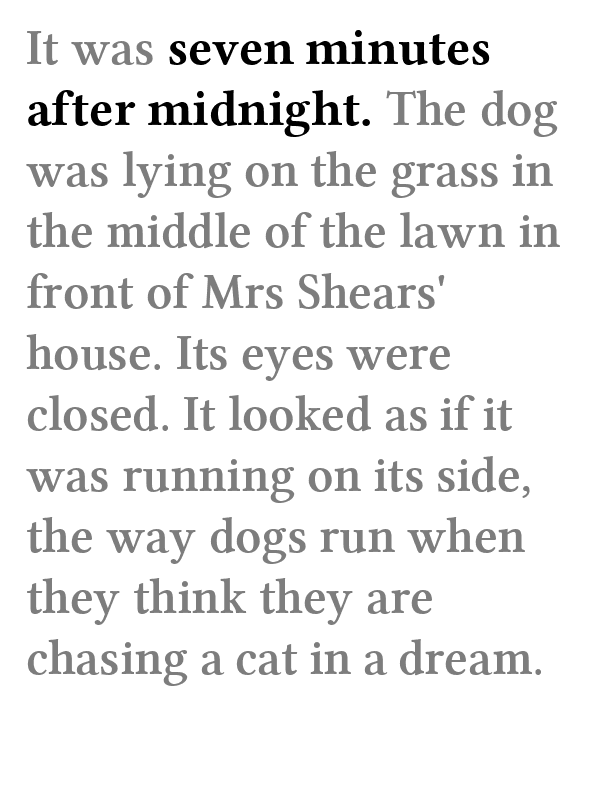 It was seven minutes
after midnight. The dog
was lying on the grass in
the middle of the lawn in
front of Mrs Shears'
house. Its eyes were
closed. It looked as if it
was running on its side,
the way dogs run when
they think they are
chasing a cat in a dream.